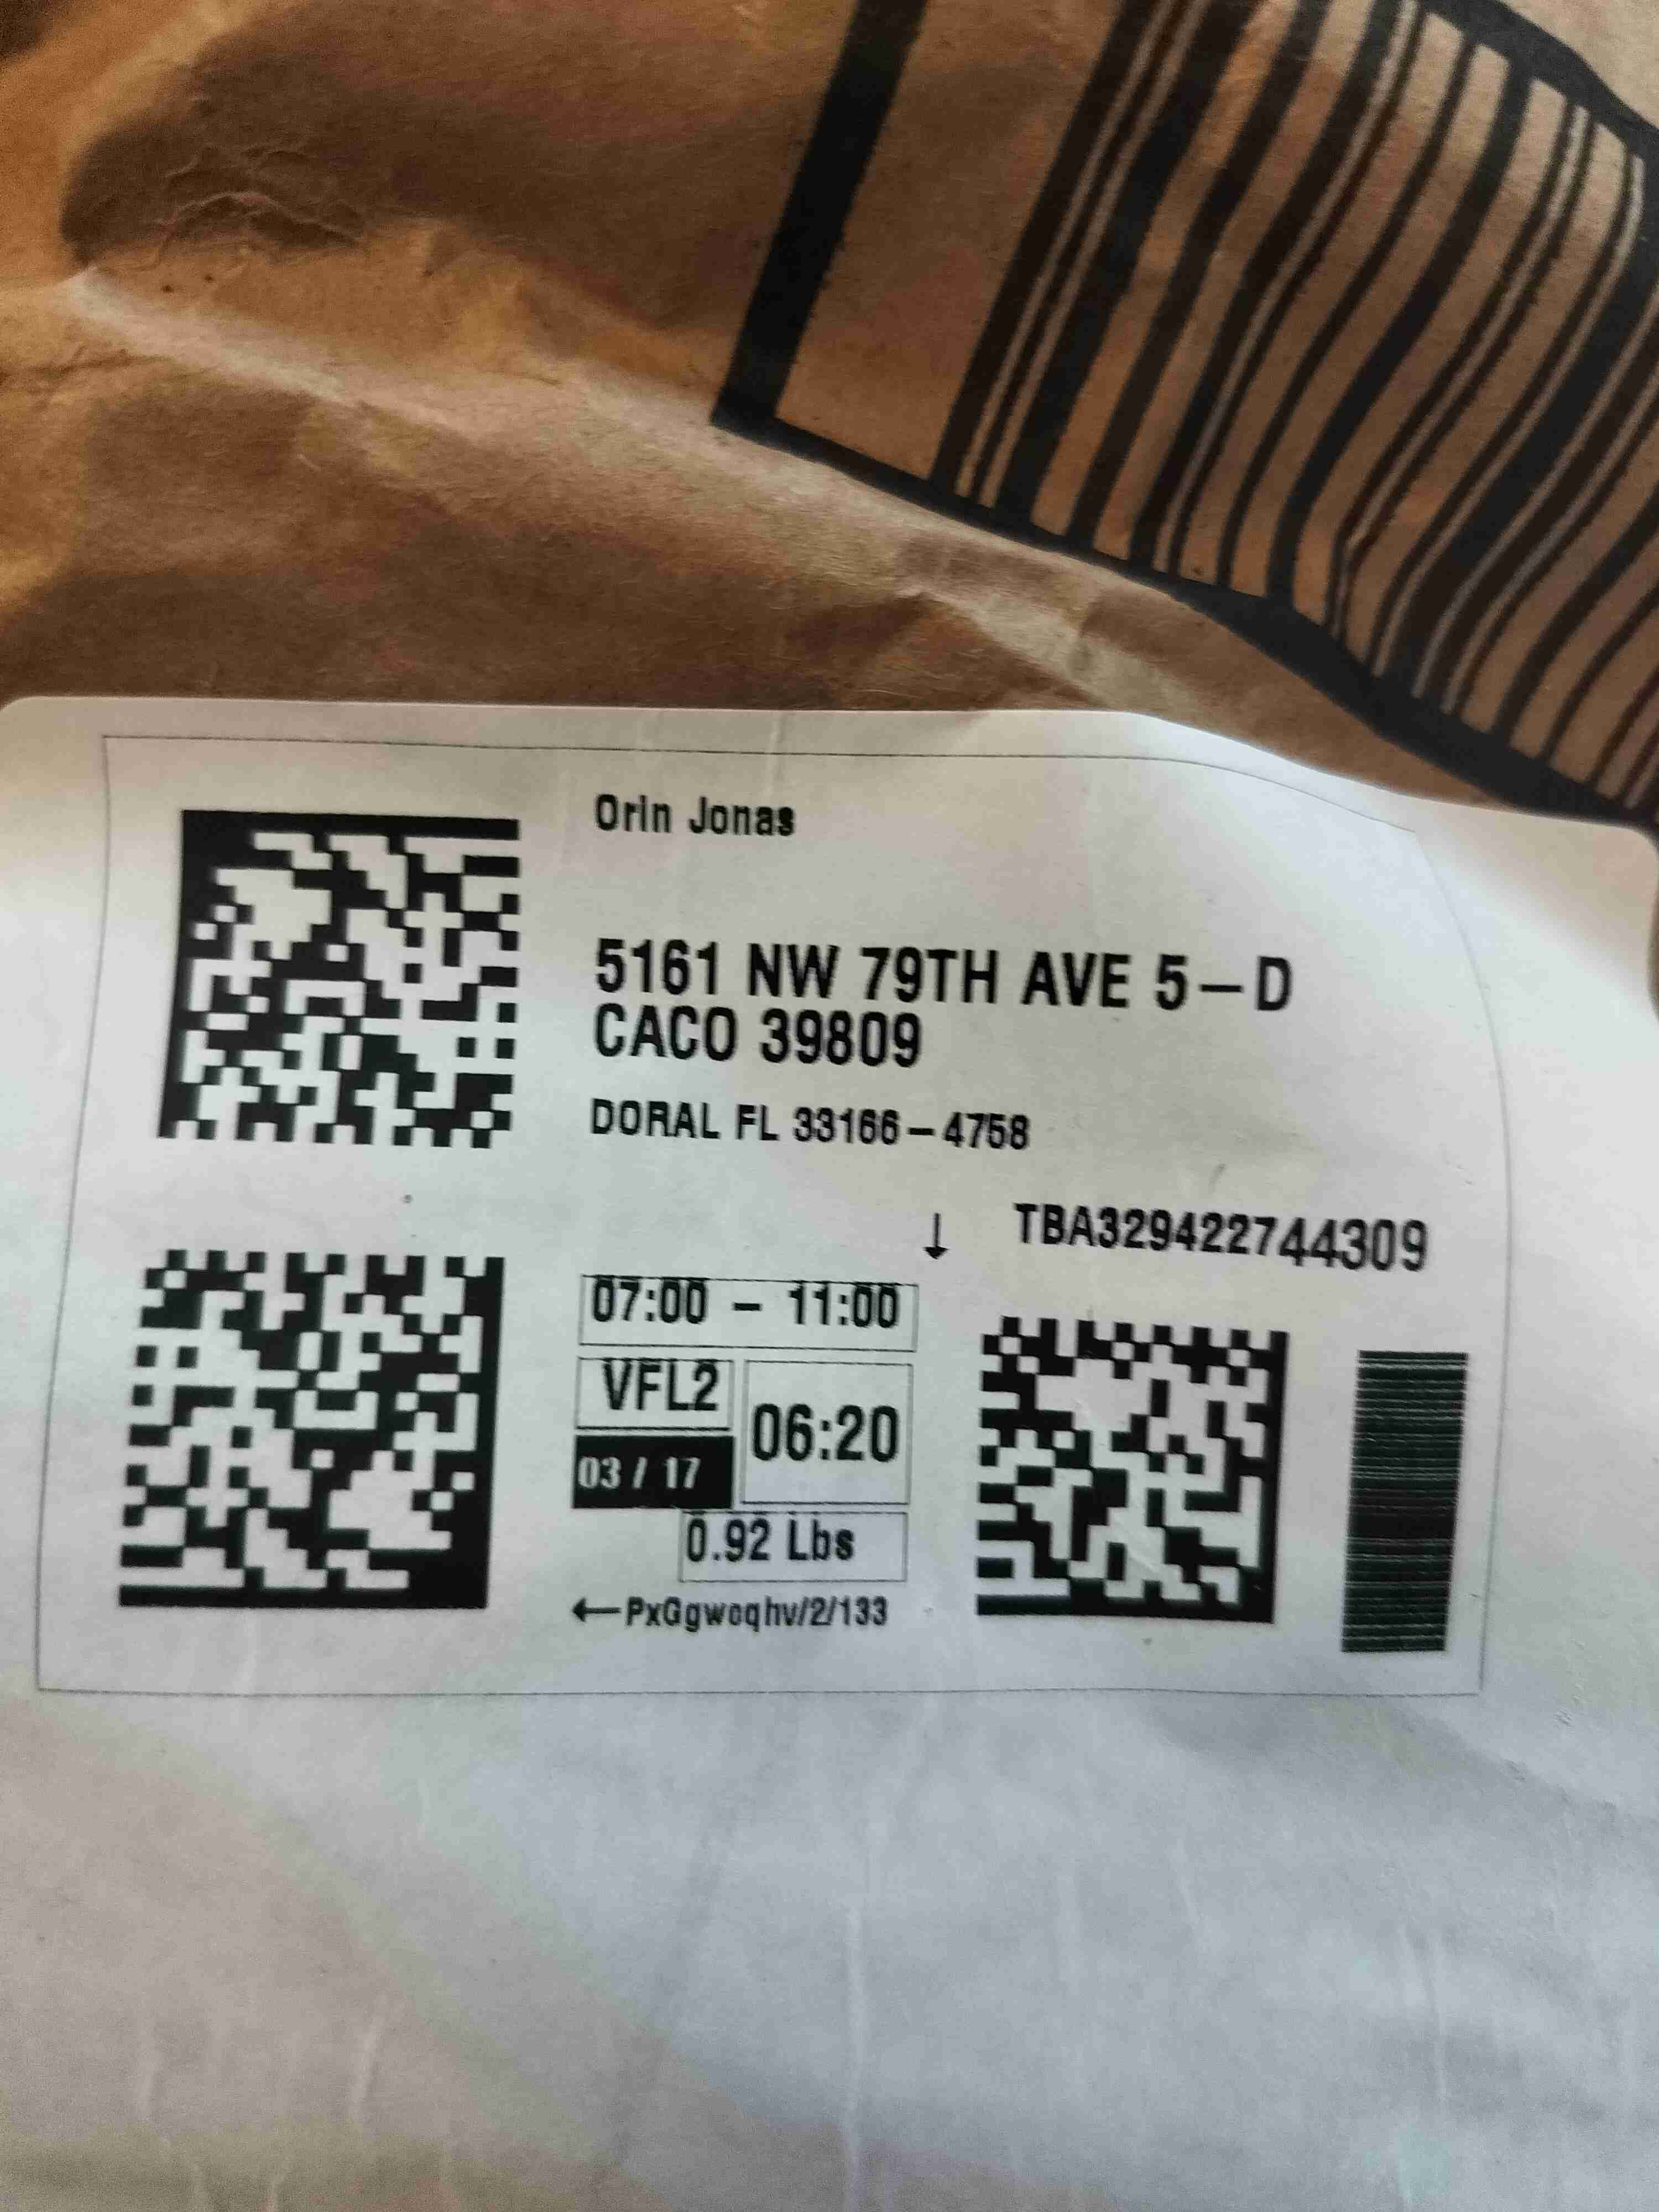 Orin Jonas
5161 NW 79TH AVE 5-D
CACO 39809
DORAL FL 33166-4758
↓ TBA329422744309
07:00 - 11:00
VFL2
06:20
03 / 17
0.92 Lbs
←PxGgwoqhv/2/133